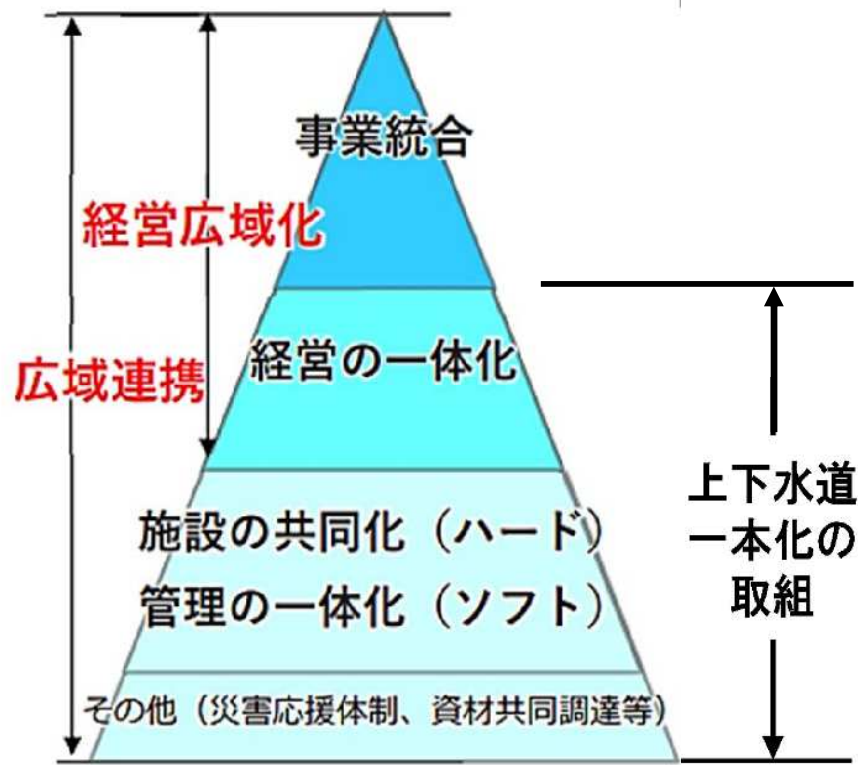 事業統合
経営広域化
経営の一体化
広域連携
施設の共同化（ハード）
管理の一体化（ソフト）
その他（災害応援体制、資材共同調達等）
上下水道
一本化の
取組